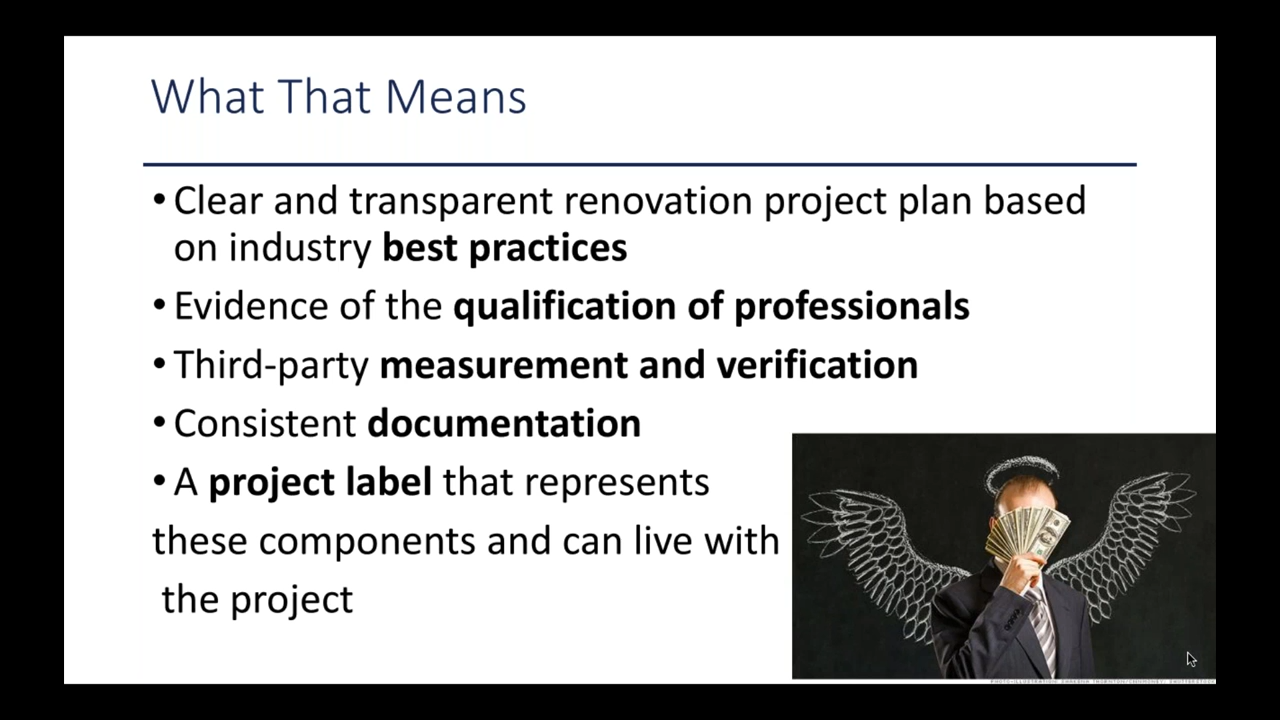 What That Means
• Clear and transparent renovation project plan based
on industry best practices
• Evidence of the qualification of professionals
• Third-party measurement and verification
• Consistent documentation
• A project label that represents
these components and can live with
the project